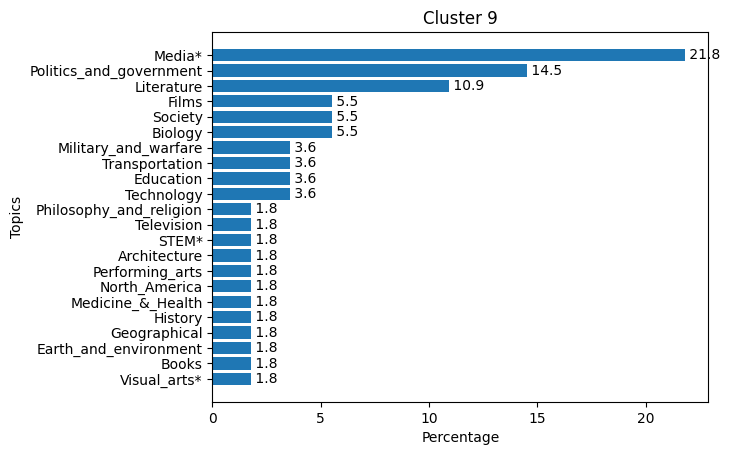 Cluster 9
Media* 21.8
Politics_and_government 14.5
Literature 10.9
Films 5.5
Society 5.5
Biology 5.5
Military_and_warfare 3.6
Transportation 3.6
Education 3.6
Technology 3.6
Philosophy_and_religion 1.8
Television 1.8
STEM* 1.8
Architecture 1.8
Performing_arts 1.8
North_America 1.8
Medicine_&_Health 1.8
History 1.8
Geographical 1.8
Earth_and_environment 1.8
Books 1.8
Visual_arts* 1.8
Topics
0 5 10 15 20
Percentage